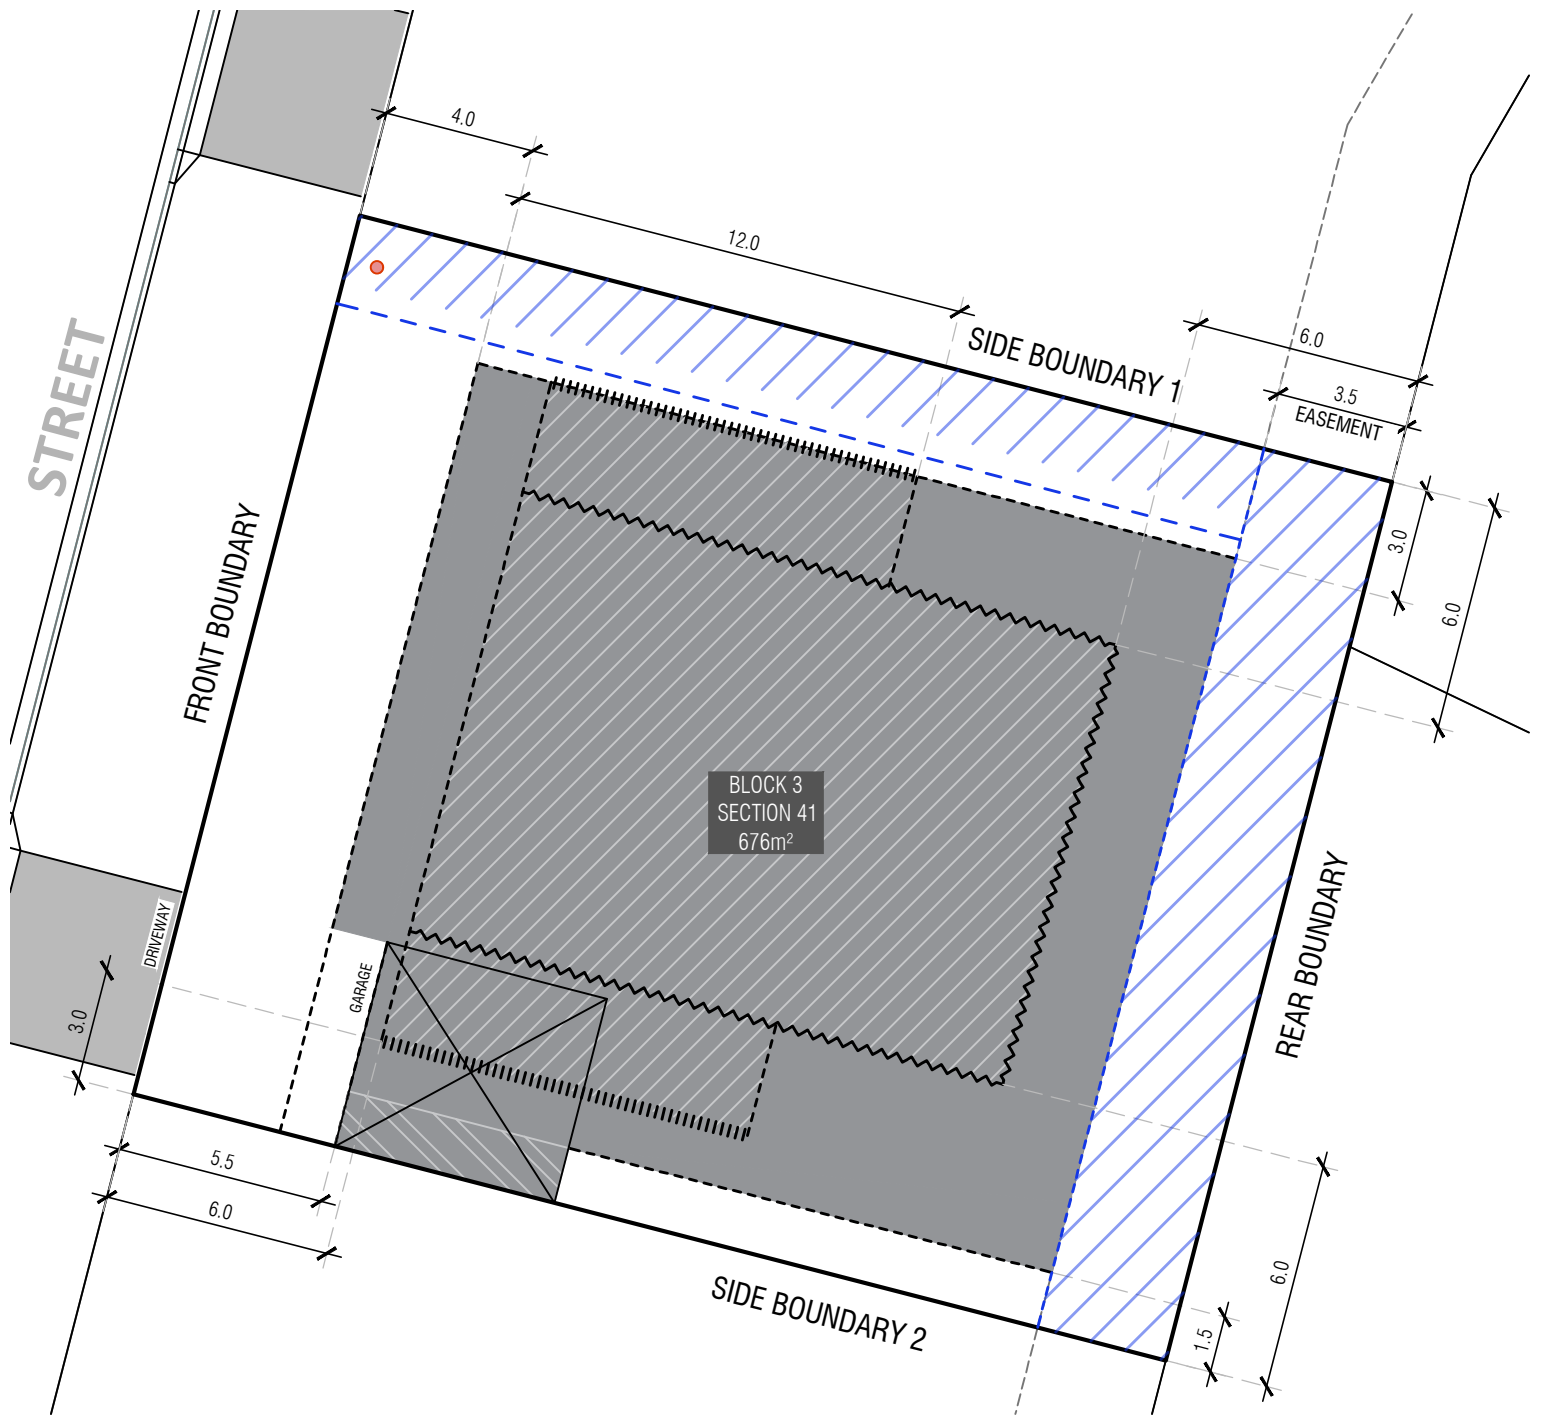 4.0
12.0
SIDE BOUNDARY 1
6.0
3.5
EASEMENT
STREET
FRONT BOUNDARY
3.0
6.0
BLOCK 3
SECTION 41
676m²
DRIVEWAY
GARAGE
3.0
REAR BOUNDARY
5.5
6.0
SIDE BOUNDARY 2
6.0
1.5